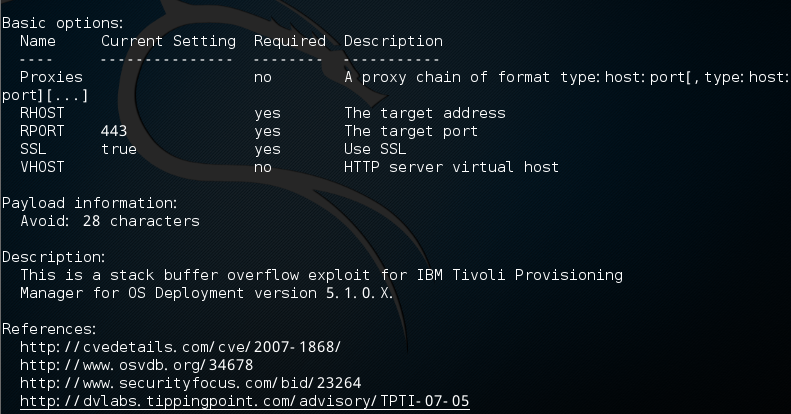 Basic options:
Name Current Setting Required Description
---- --------------- -------- -----------
Proxies no A proxy chain of format type:host:port[,type:host:
port][...]
RHOST yes The target address
RPORT 443 yes The target port
SSL true yes Use SSL
VHOST no HTTP server virtual host
Payload information:
Avoid: 28 characters
Description:
This is a stack buffer overflow exploit for IBM Tivoli Provisioning
Manager for OS Deployment version 5.1.0.X.
References:
http://cvedetails.com/cve/2007-1868/
http://www.osvdb.org/34678
http://www.securityfocus.com/bid/23264
http://dvlabs.tippingpoint.com/advisory/TPTI-07-05